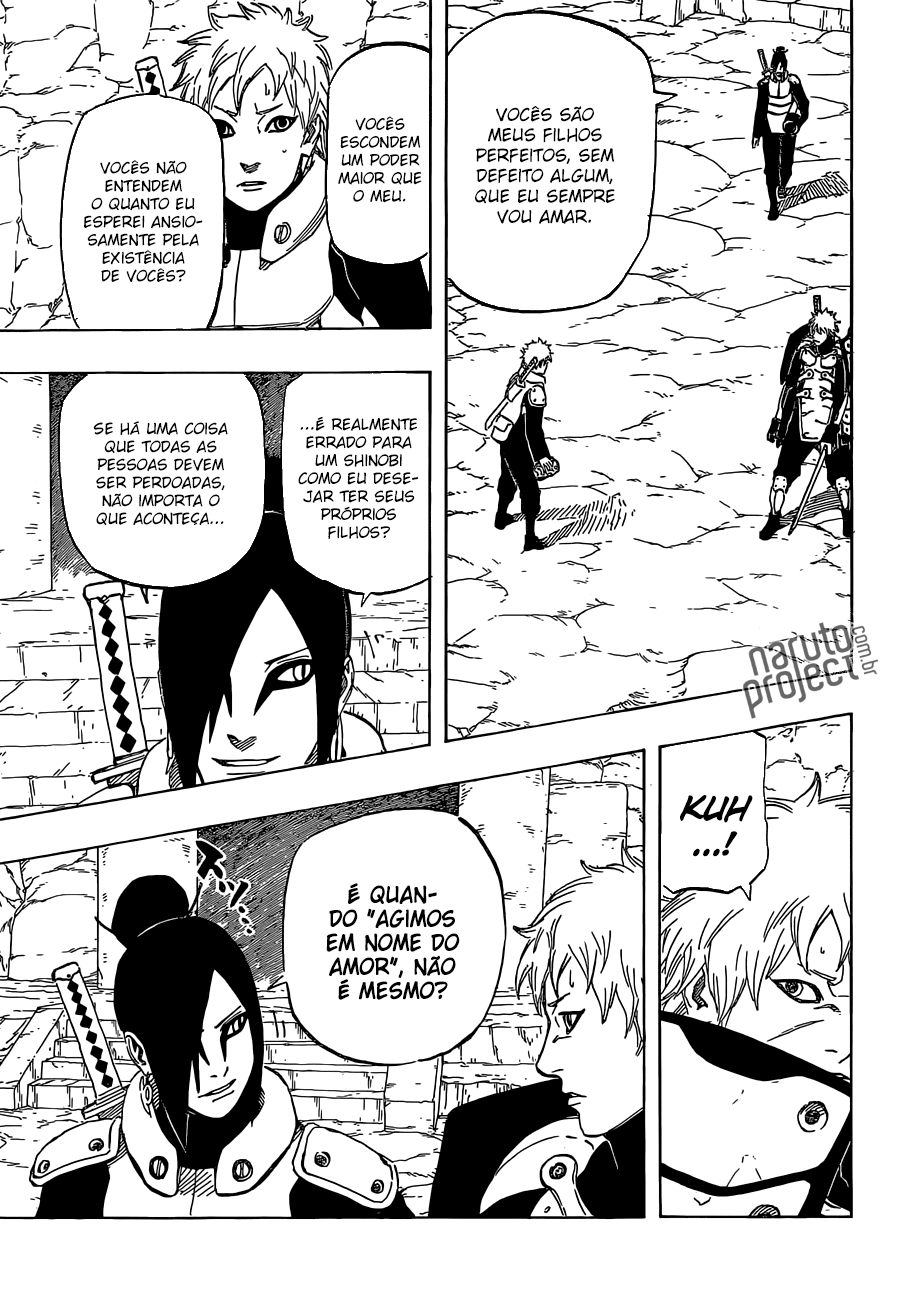 VOCÊS SÃO
MEUS FILHOS
PERFEITOS, SEM
DEFEITO ALGUM,
QUE EU SEMPRE
VOU AMAR.
VOCÊS
ESCONDEM
UM PODER
MAIOR QUE
O MEU.
VOCÊS NÃO
ENTENDEM
O QUANTO EU
ESPEREI ANSIO-
SAMENTE PELA
EXISTÊNCIA
DE VOCÊS?
...É REALMENTE
ERRADO PARA
UM SHINOBI
COMO EU DESE-
JAR TER SEUS
PRÓPRIOS
FILHOS?
SE HÁ UMA COISA
QUE TODAS AS
PESSOAS DEVEM
SER PERDOADAS,
NÃO IMPORTA O
QUE ACONTEÇA...
naruto
project
.com.br
KUH
...!
É QUAN-
DO "AGIMOS
EM NOME DO
AMOR", NÃO
É MESMO?